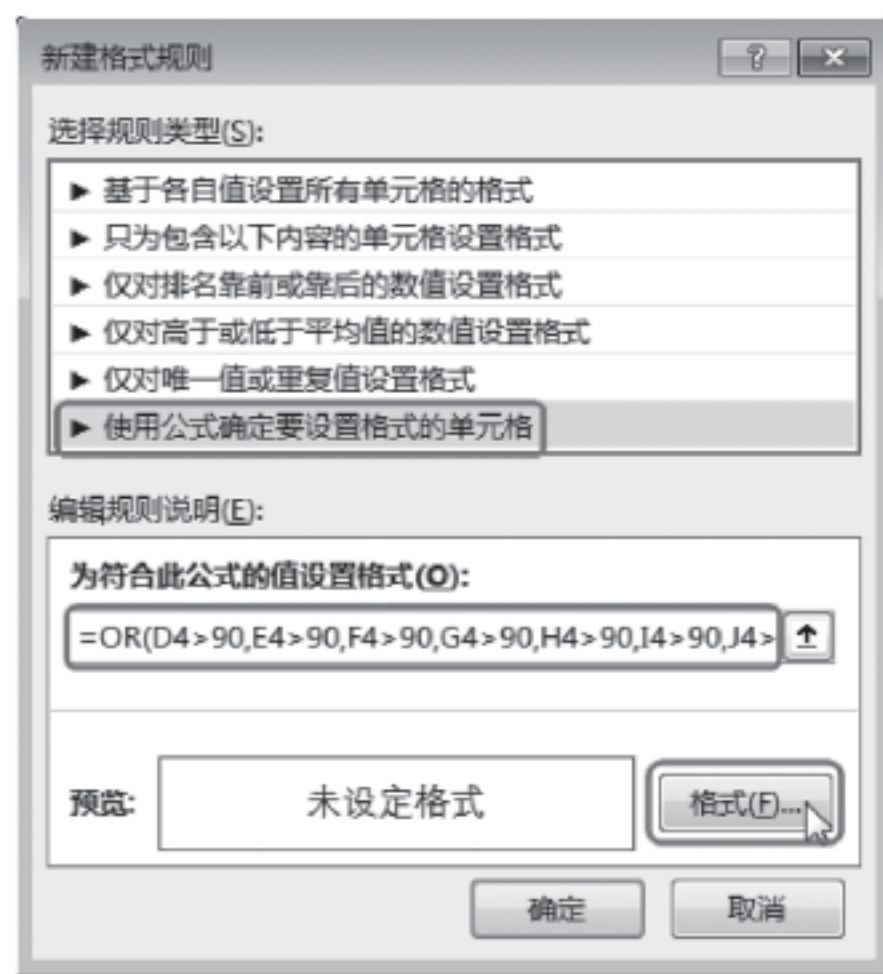 新建格式规则
选择规则类型(S):
► 基于各自值设置所有单元格的格式
► 只为包含以下内容的单元格设置格式
► 仅对排名靠前或靠后的数值设置格式
► 仅对高于或低于平均值的数值设置格式
► 仅对唯一值或重复值设置格式
► 使用公式确定要设置格式的单元格
编辑规则说明(E):
为符合此公式的值设置格式(O):
=OR(D4>90,E4>90,F4>90,G4>90,H4>90,I4>90,J4>
预览: 未设定格式 格式(F)...
确定 取消